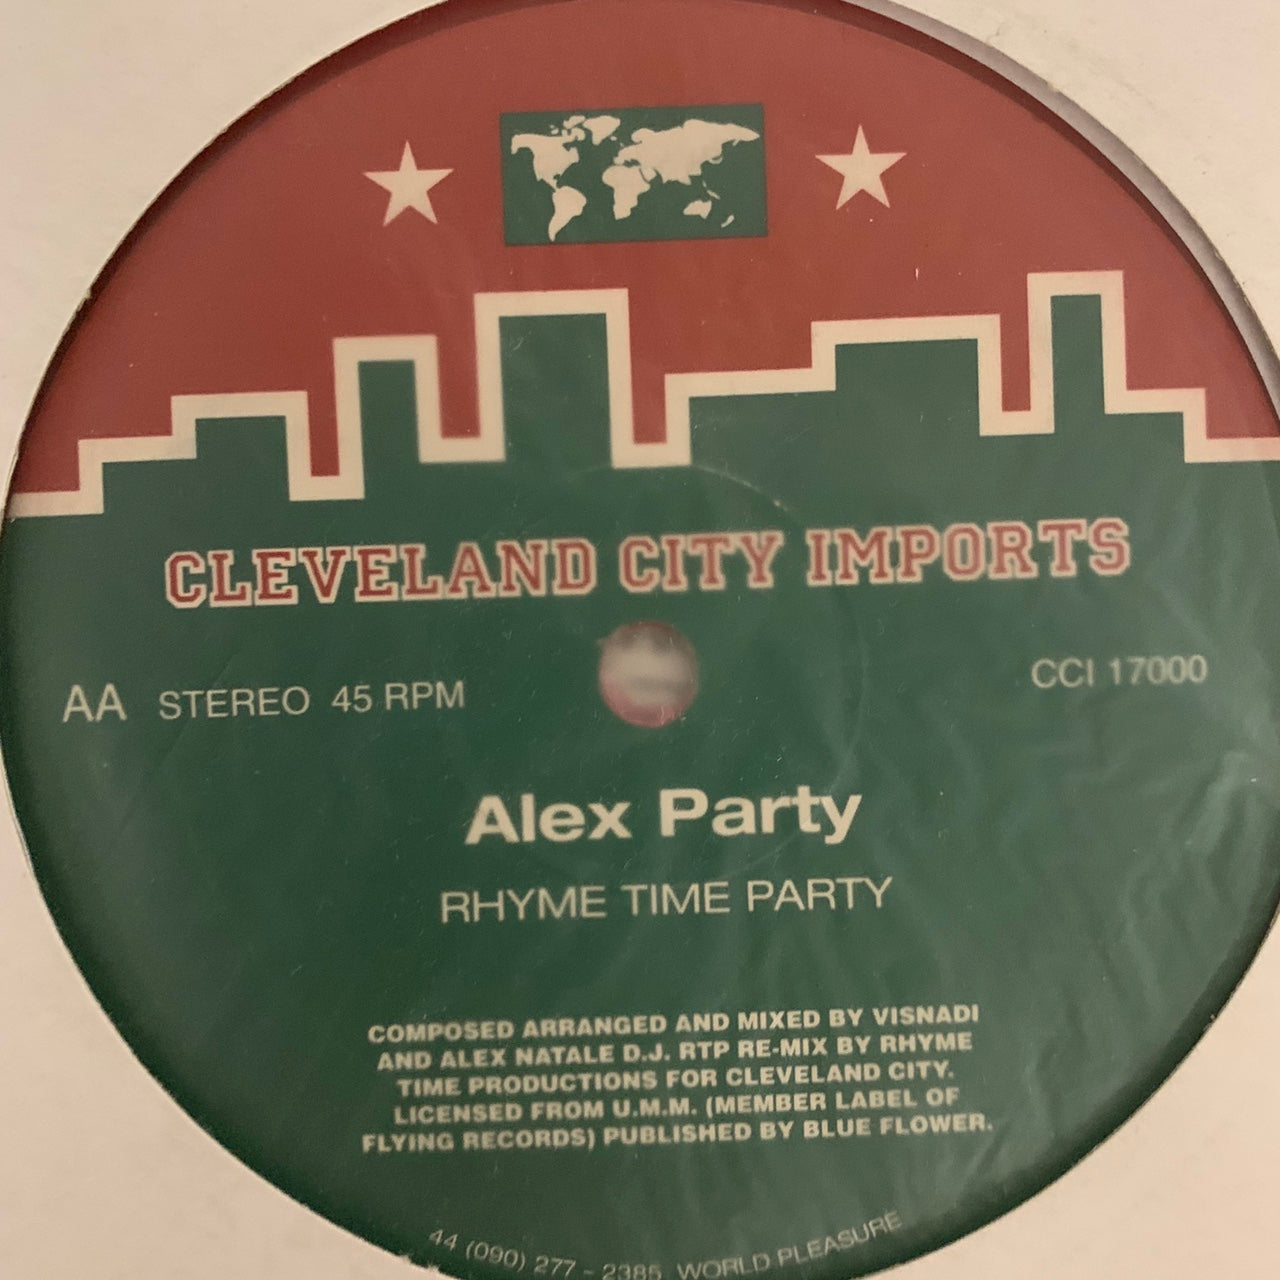 CLEVELAND CITY IMPORTS
AA STEREO 45 RPM
CCI 17000
Alex Party
RHYME TIME PARTY
COMPOSED ARRANGED AND MIXED BY VISNADI
AND ALEX NATALE D.J. RTP RE-MIX BY RHYME
TIME PRODUCTIONS FOR CLEVELAND CITY.
LICENSED FROM U.M.M. (MEMBER LABEL OF
FLYING RECORDS) PUBLISHED BY BLUE FLOWER.
44 (090) 277 - 2385 WORLD PLEASURE